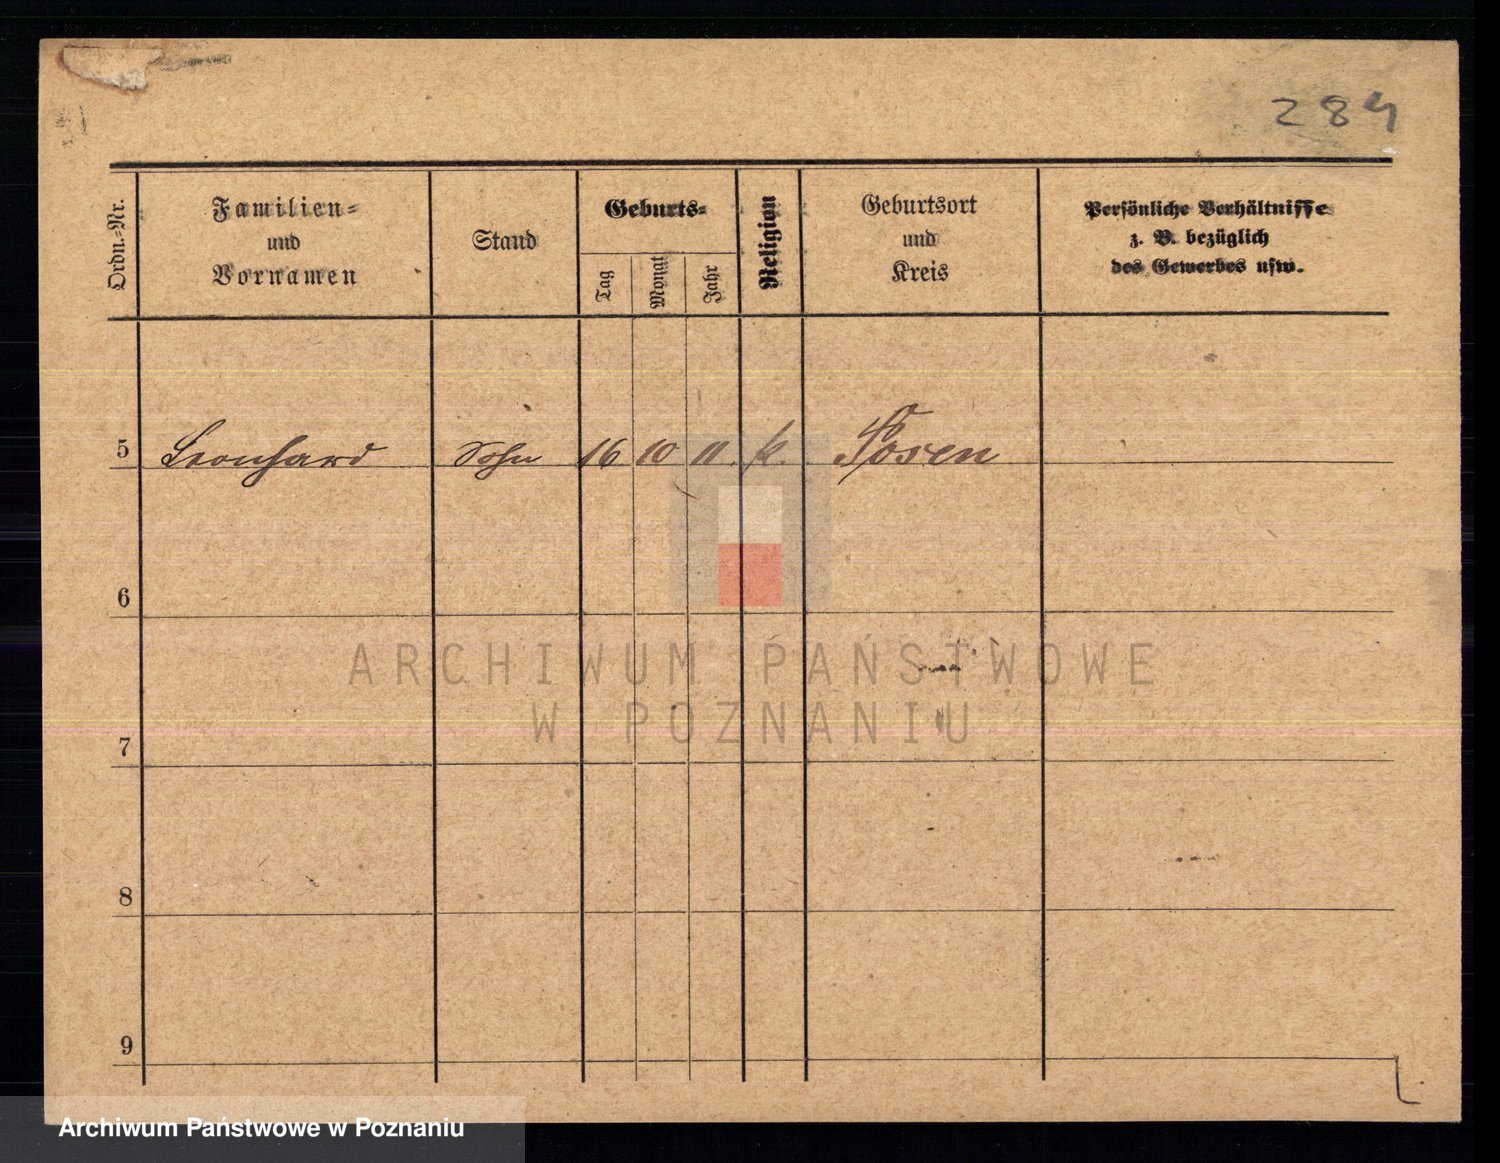 284
Ordn.-Nr.
Familien-
und
Vornamen
Stand
Geburts-
Tag
Monat
Jahr
Religion
Geburtsort
und
Kreis
Persönliche Verhältnisse
z. B. bezüglich
des Gewerbes usw.
5 Leonhard Sohn 16 10 11. k. Posen
6
7
8
9
ARCHIWUM PAŃSTWOWE
W POZNANIU
Archiwum Państwowe w Poznaniu